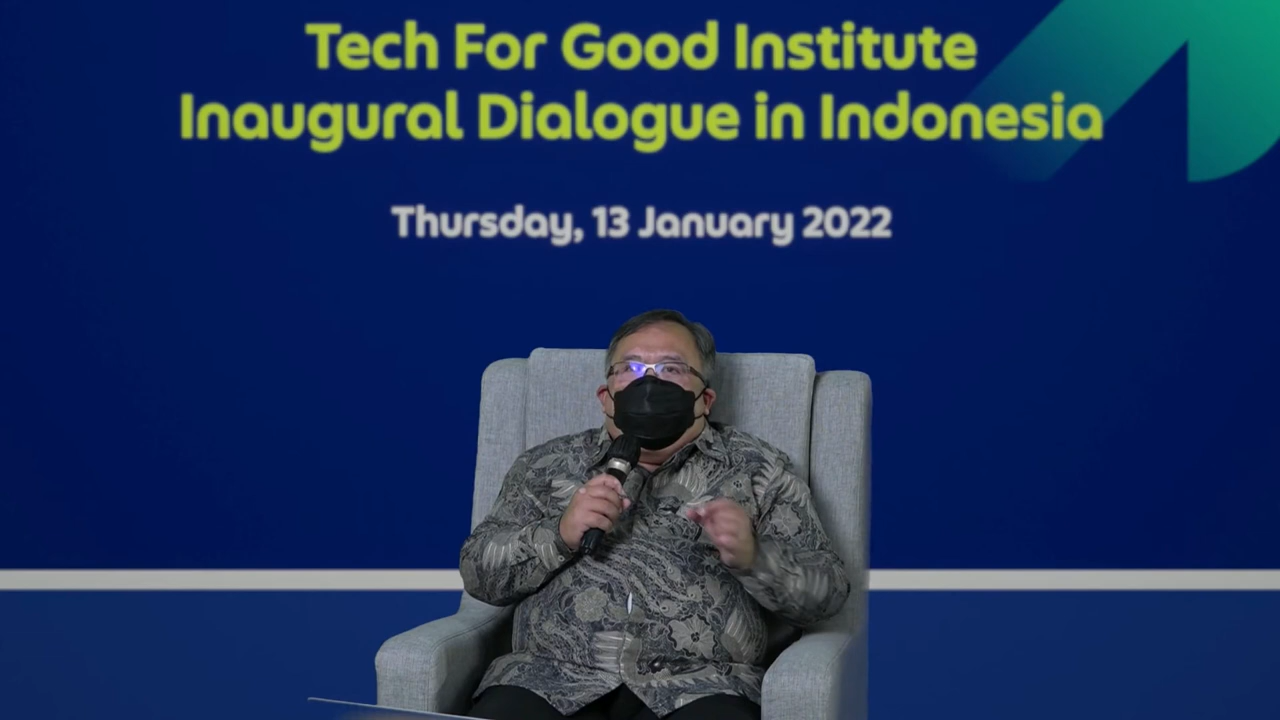 Tech For Good Institute
Inaugural Dialogue in Indonesia
Thursday, 13 January 2022